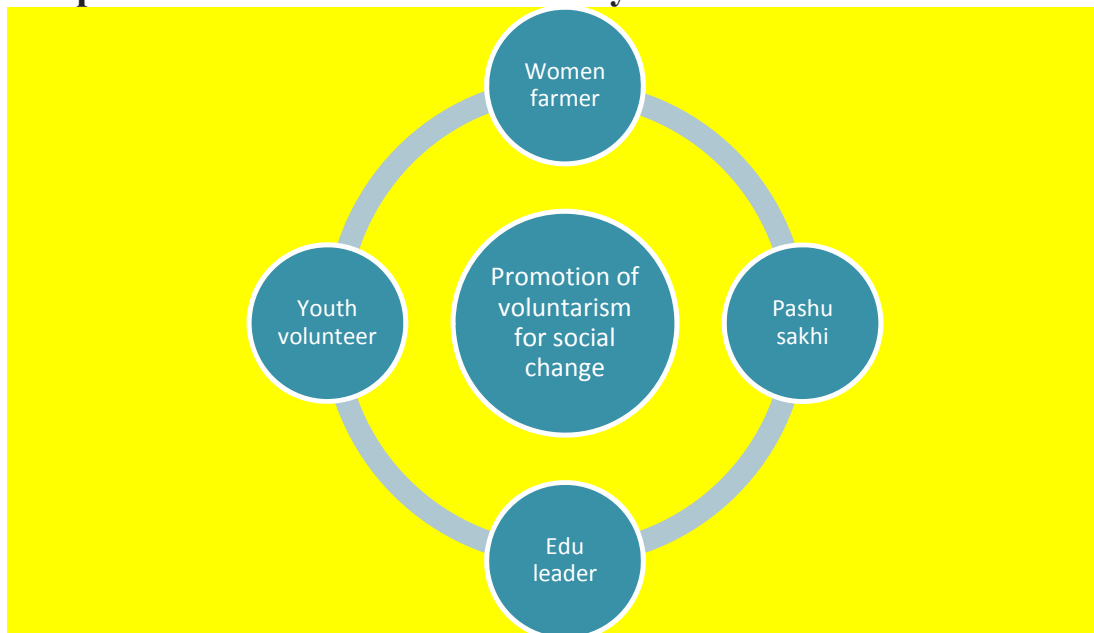 Women
farmer
Promotion of
voluntarism
for social
change
Youth
volunteer
Pashu
sakhi
Edu
leader